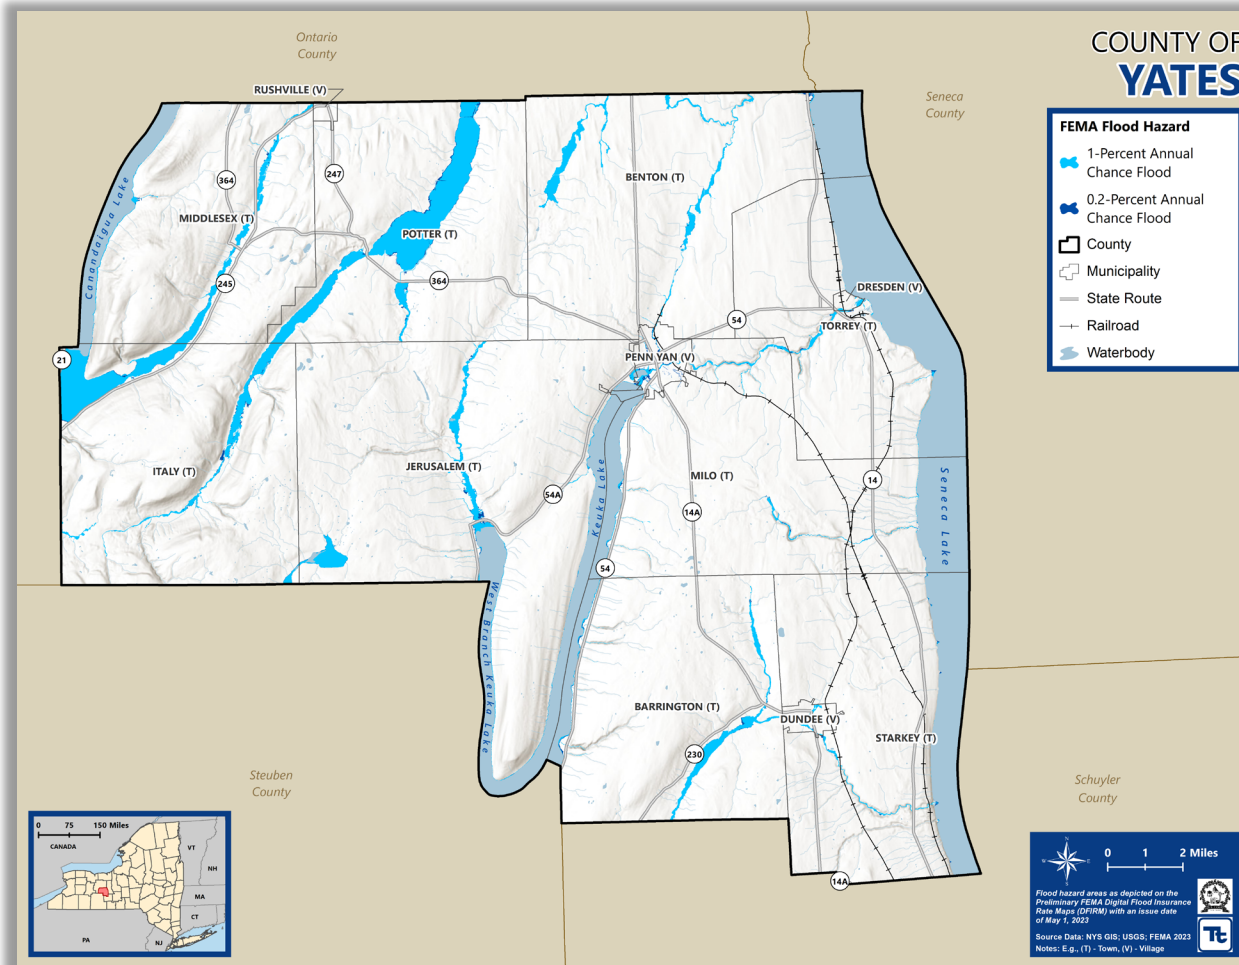 Ontario
County
COUNTY OF
YATES
RUSHVILLE (V)
Seneca
County
FEMA Flood Hazard
1-Percent Annual
Chance Flood
0.2-Percent Annual
Chance Flood
County
Municipality
State Route
Railroad
Waterbody
364
247
BENTON (T)
Canandaigua Lake
MIDDLESEX (T)
POTTER (T)
245
364
DRESDEN (V)
54
TORREY (T)
21
PENN YAN (V)
ITALY (T)
JERUSALEM (T)
MILO (T)
14
54A
Keuka Lake
14A
Seneca Lake
54
West Branch Keuka Lake
BARRINGTON (T)
DUNDEE (V)
STARKEY (T)
230
Steuben
County
Schuyler
County
14A
0 75 150 Miles
CANADA
VT
NH
MA
CT
PA
NJ
N
W
E
S
0 1 2 Miles
Flood hazard areas as depicted on the
Preliminary FEMA Digital Flood Insurance
Rate Maps (DFIRM) with an issue date
of May 1, 2023
Source Data: NYS GIS; USGS; FEMA 2023
Notes: E.g., (T) - Town, (V) - Village
Tt